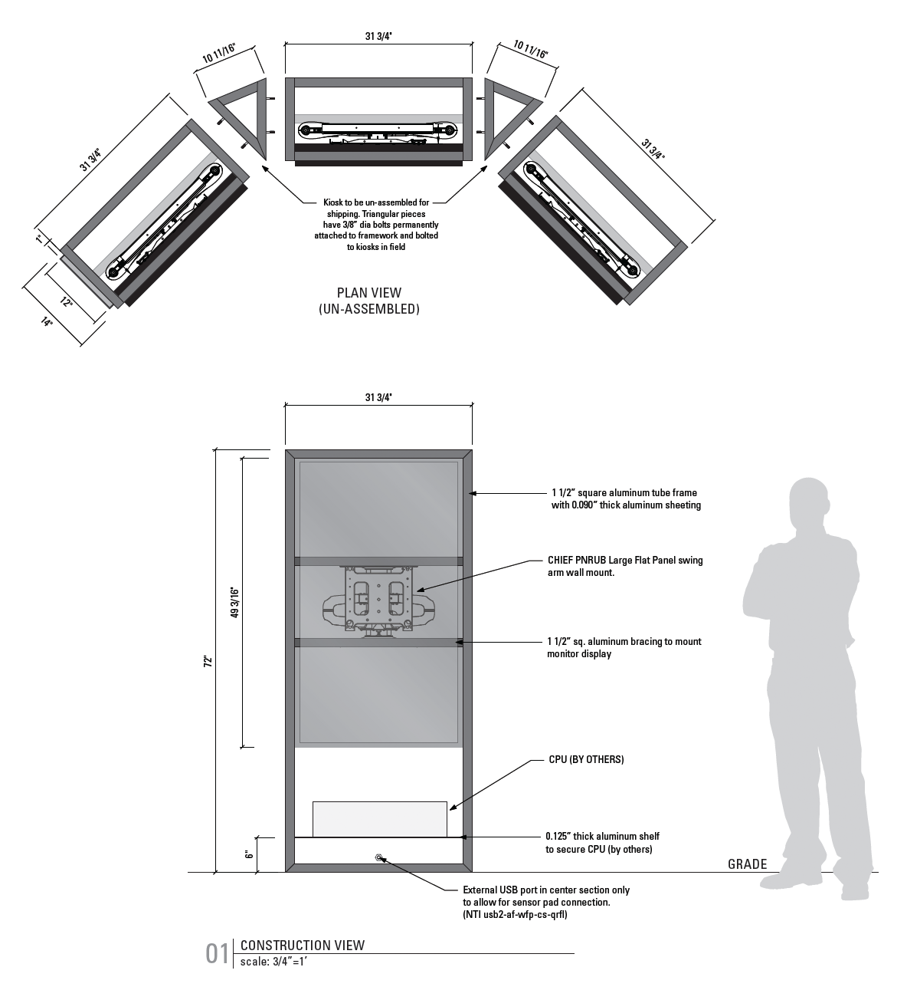 31 3/4"
10 11/16"
10 11/16"
31 3/4"
31 3/4"
1"
12"
14"
Kiosk to be un-assembled for
shipping. Triangular pieces
have 3/8” dia bolts permanently
attached to framework and bolted
to kiosks in field
PLAN VIEW
(UN-ASSEMBLED)
31 3/4"
1 1/2” square aluminum tube frame
with 0.090” thick aluminum sheeting
CHIEF PNRUB Large Flat Panel swing
arm wall mount.
49 3/16"
1 1/2” sq. aluminum bracing to mount
monitor display
72"
CPU (BY OTHERS)
0.125” thick aluminum shelf
to secure CPU (by others)
6"
GRADE
External USB port in center section only
to allow for sensor pad connection.
(NTI usb2-af-wfp-cs-qrfl)
01 CONSTRUCTION VIEW
scale: 3/4”=1’